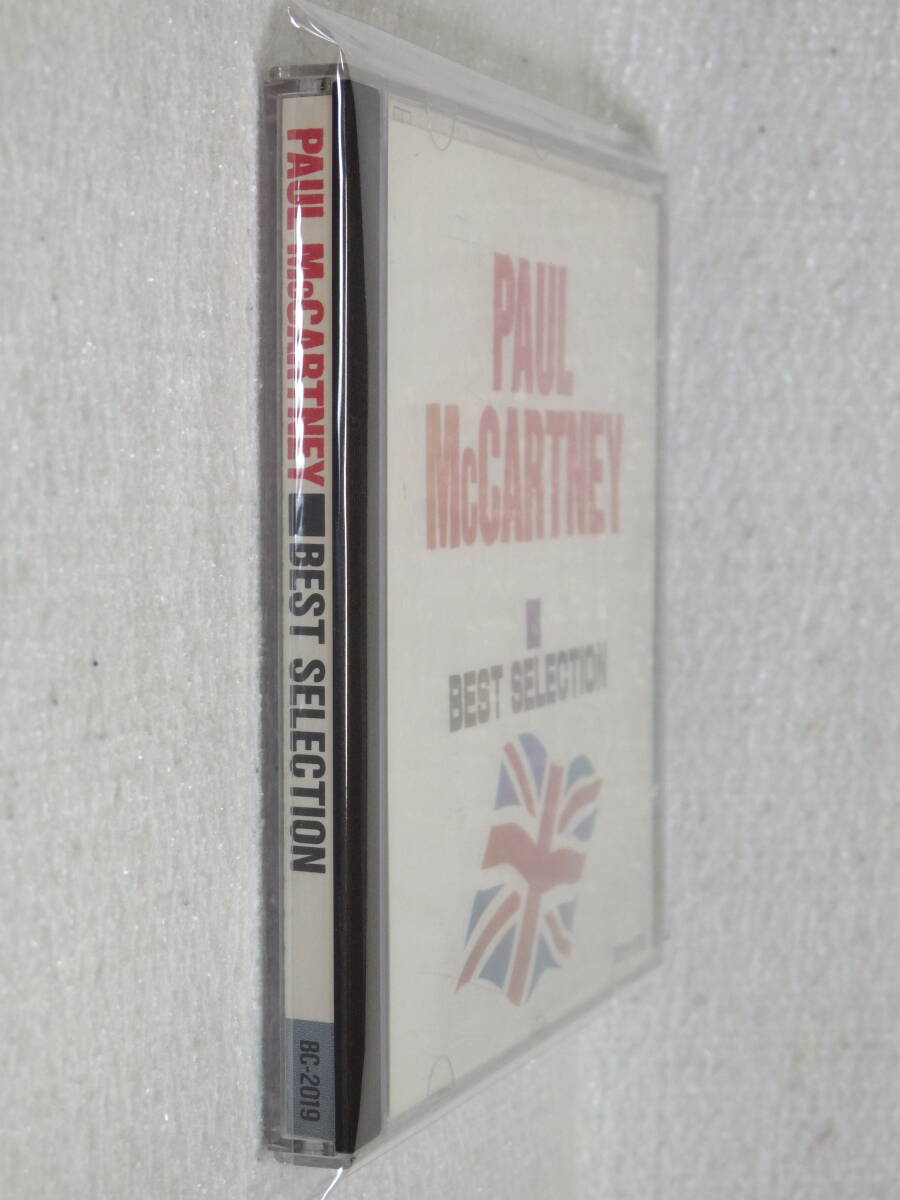 PAUL McCARTNEY■BEST SELECTION
BC-2019
PAUL
McCARTNEY
BEST SELECTION